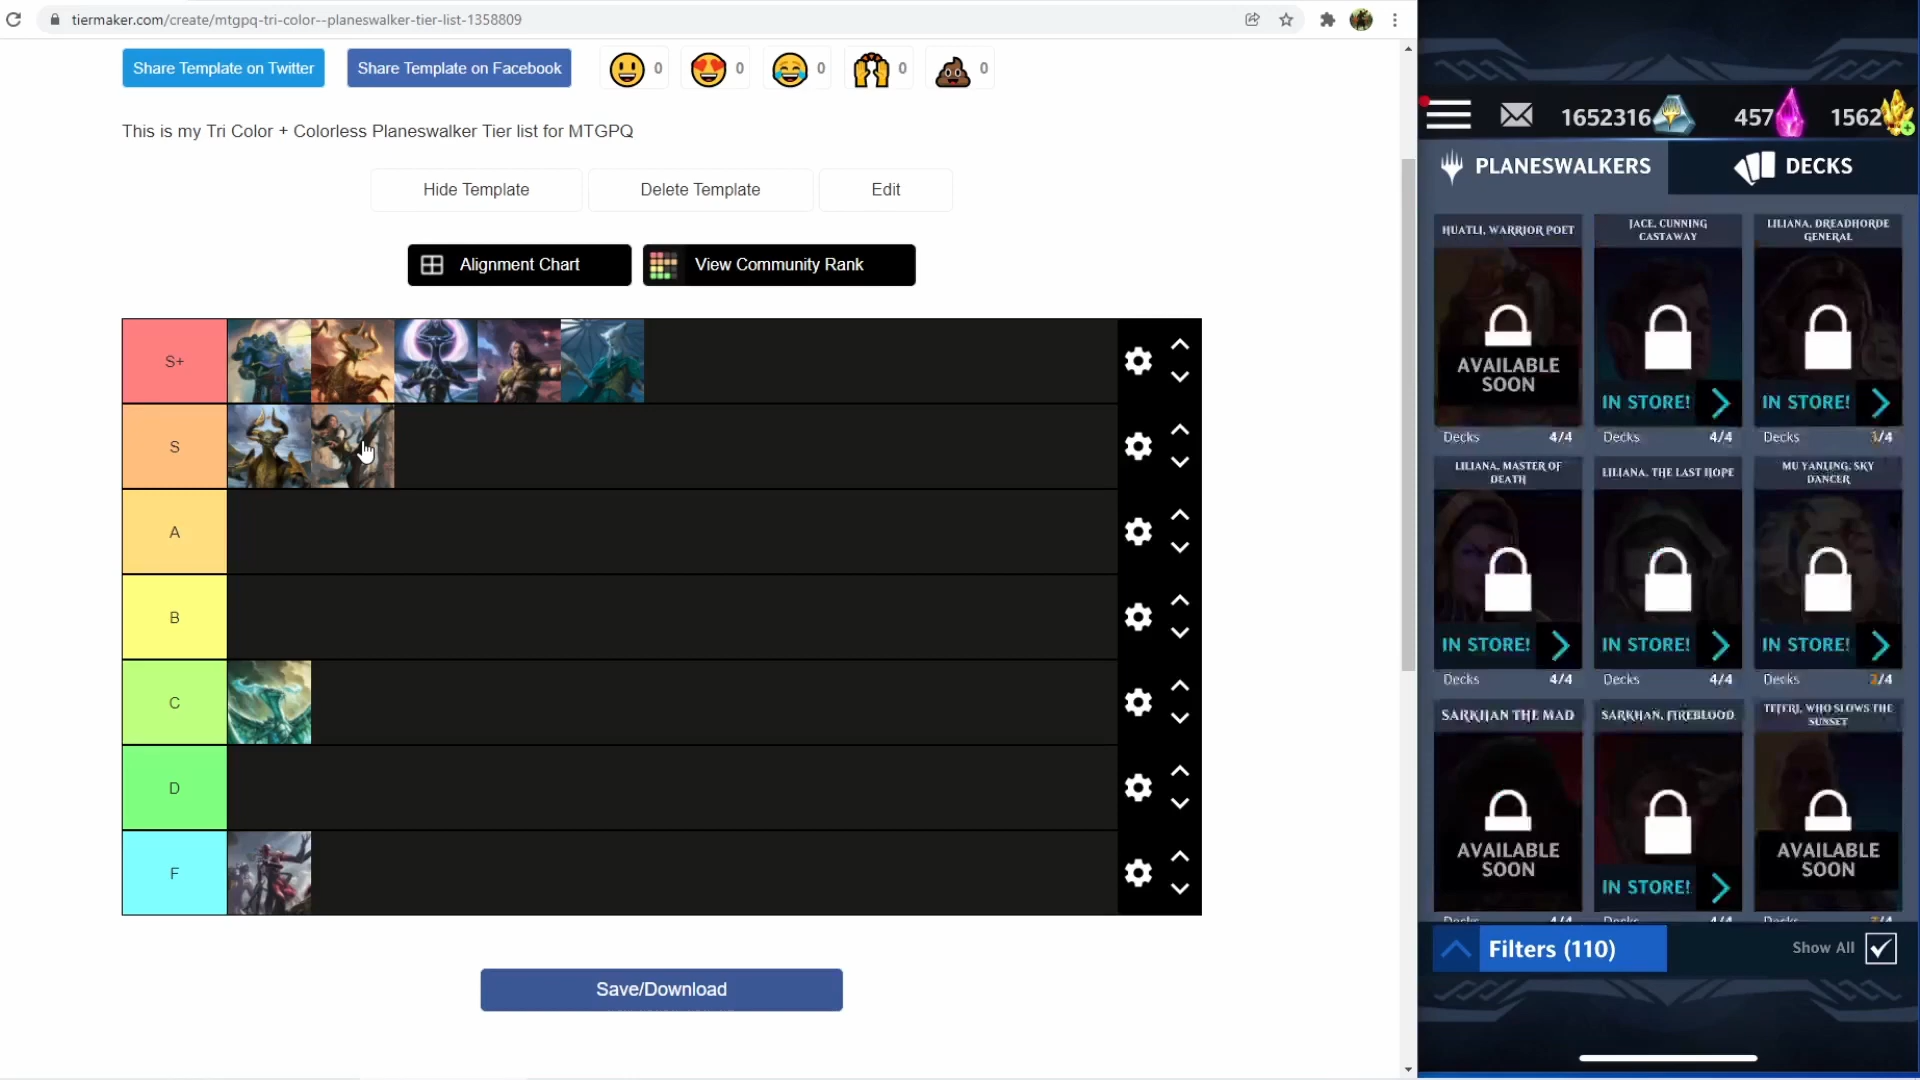 tiermaker.com/create/mtgpq-tri-color--planeswalker-tier-list-1358809
Share Template on Twitter
Share Template on Facebook
0
0
0
0
0
This is my Tri Color + Colorless Planeswalker Tier list for MTGPQ
Hide Template
Delete Template
Edit
Alignment Chart
View Community Rank
S+
S
A
B
C
D
F
Save/Download
1652316
457
1562
PLANESWALKERS
DECKS
HUATLI, WARRIOR POET
AVAILABLE
SOON
Decks 4/4
JACE, CUNNING
CASTAWAY
IN STORE!
Decks 4/4
LILIANA, DREADHORDE
GENERAL
IN STORE!
Decks /4
LILIANA, MASTER OF
DEATH
IN STORE!
Decks 4/4
LILIANA, THE LAST HOPE
IN STORE!
Decks 4/4
MU YANLING, SKY
DANCER
IN STORE!
Decks /4
SARKHAN THE MAD
AVAILABLE
SOON
SARKHAN, FIREBLOOD
IN STORE!
TEFERI, WHO SLOWS THE
SUNSET
AVAILABLE
SOON
Filters (110)
Show All